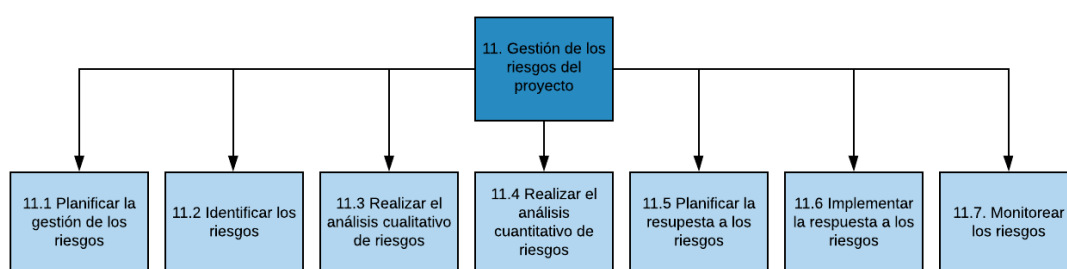 11. Gestión de los
riesgos del
proyecto
11.1 Planificar la
gestión de los
riesgos
11.2 Identificar los
riesgos
11.3 Realizar el
análisis cualitativo
de riesgos
11.4 Realizar el
análisis
cuantitativo de
riesgos
11.5 Planificar la
resupesta a los
riesgos
11.6 Implementar
la respuesta a los
riesgos
11.7. Monitorear
los riesgos